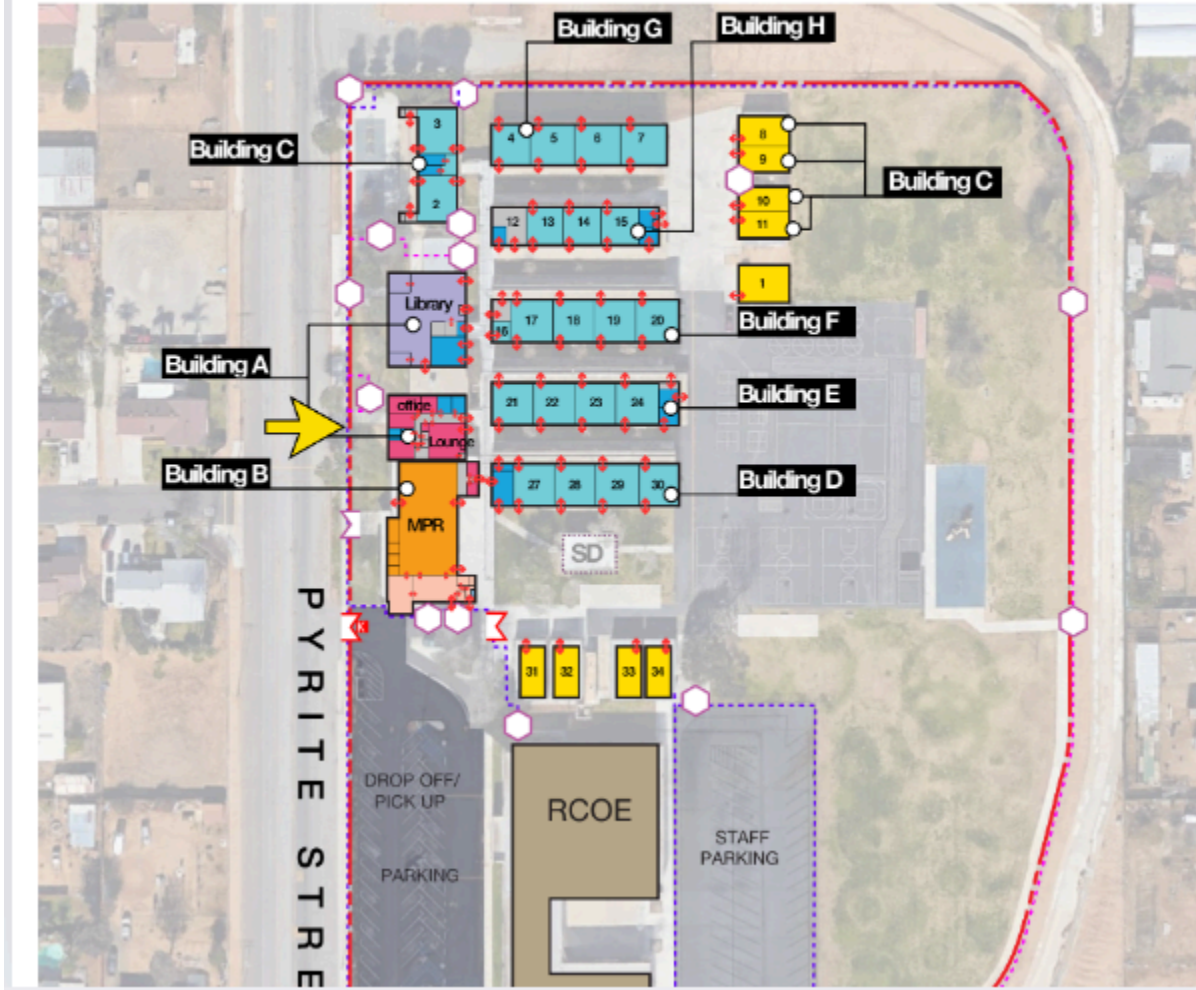 Building G
Building H
Building C
3
2
4 5 6 7
8
9
10
11
Building C
12 13 14 15
1
Library
16 17 18 19 20
Building F
Building A
office
Lounge
21 22 23 24
Building E
Building B
MPR
27 28 29 30
Building D
SD
31 32 33 34
PYRITE STRE
DROP OFF/
PICK UP
PARKING
RCOE
STAFF
PARKING